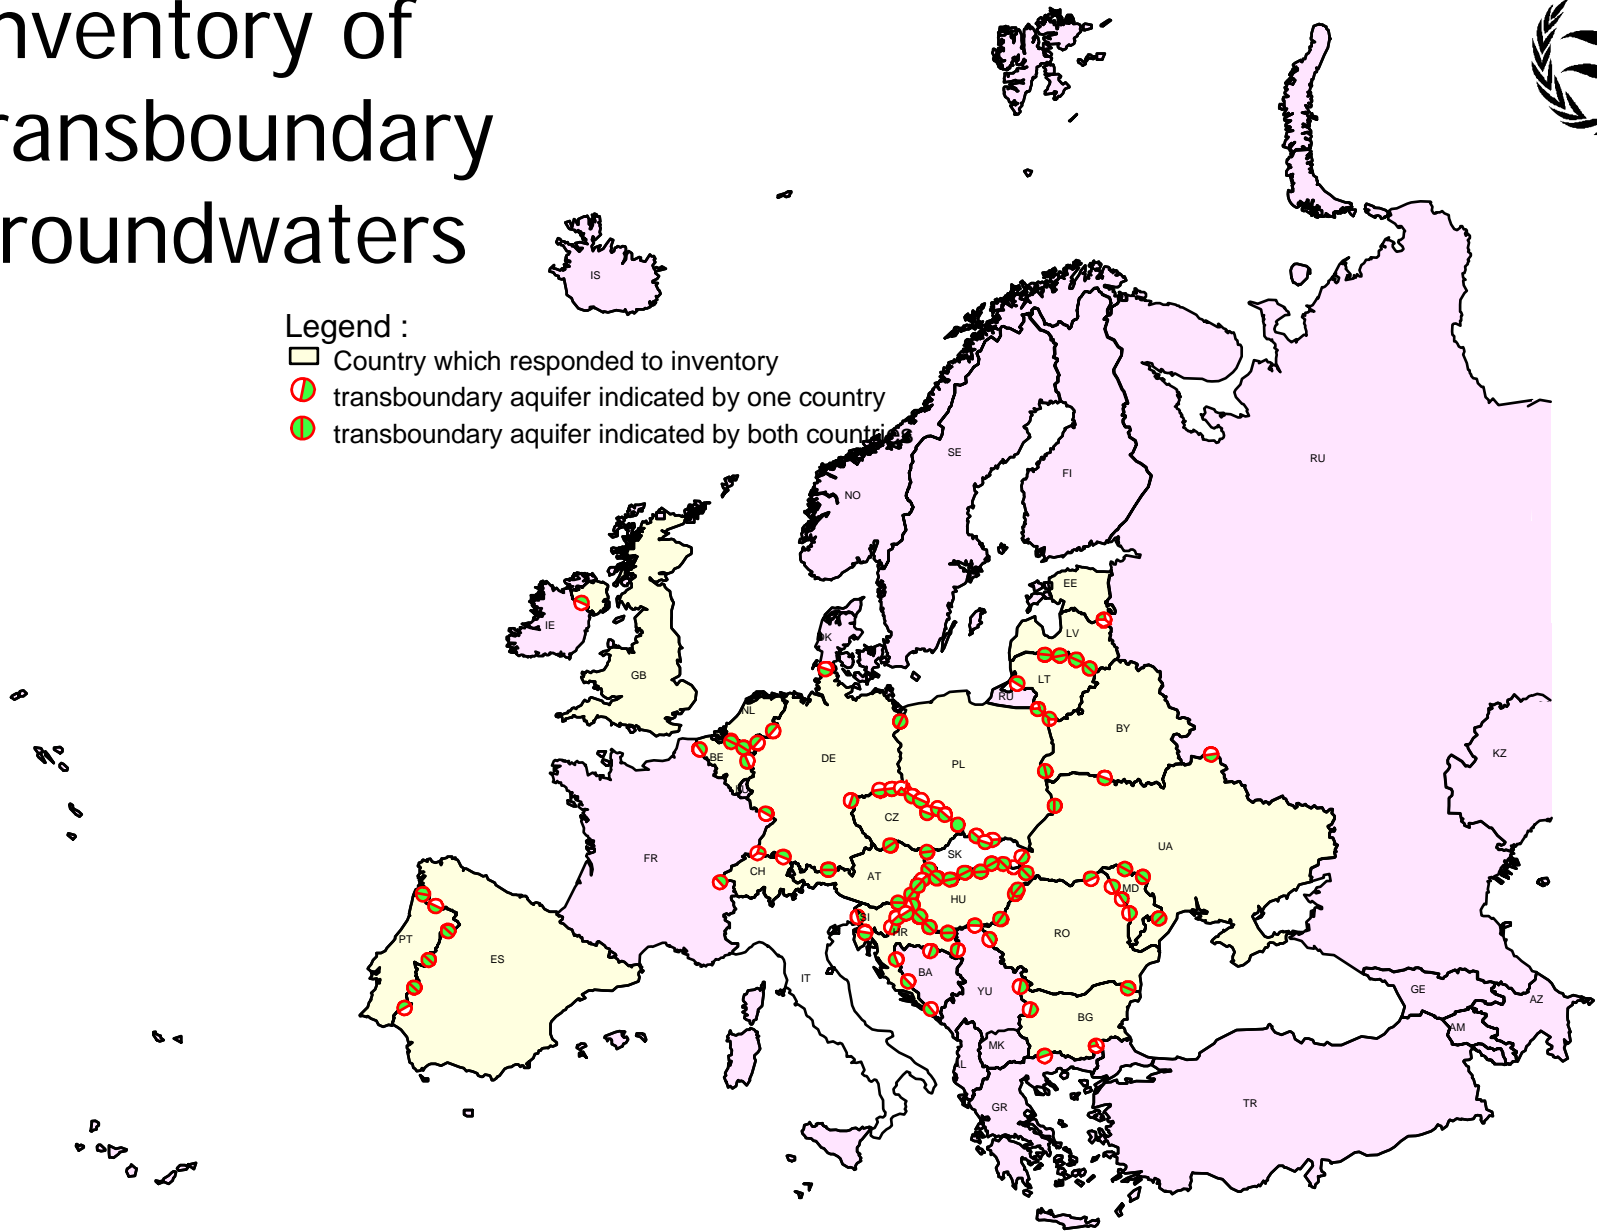 nventory of
ransboundary
roundwaters
Legend :
Country which responded to inventory
transboundary aquifer indicated by one country
transboundary aquifer indicated by both countries
IS
RU
SE
FI
NO
EE
IE
DK
LV
GB
LT
RU
NL
BY
BE
DE
PL
KZ
CZ
UA
FR
SK
CH
AT
MD
HU
SI
HR
RO
PT
ES
IT
BA
YU
GE
AZ
BG
AM
MK
AL
GR
TR